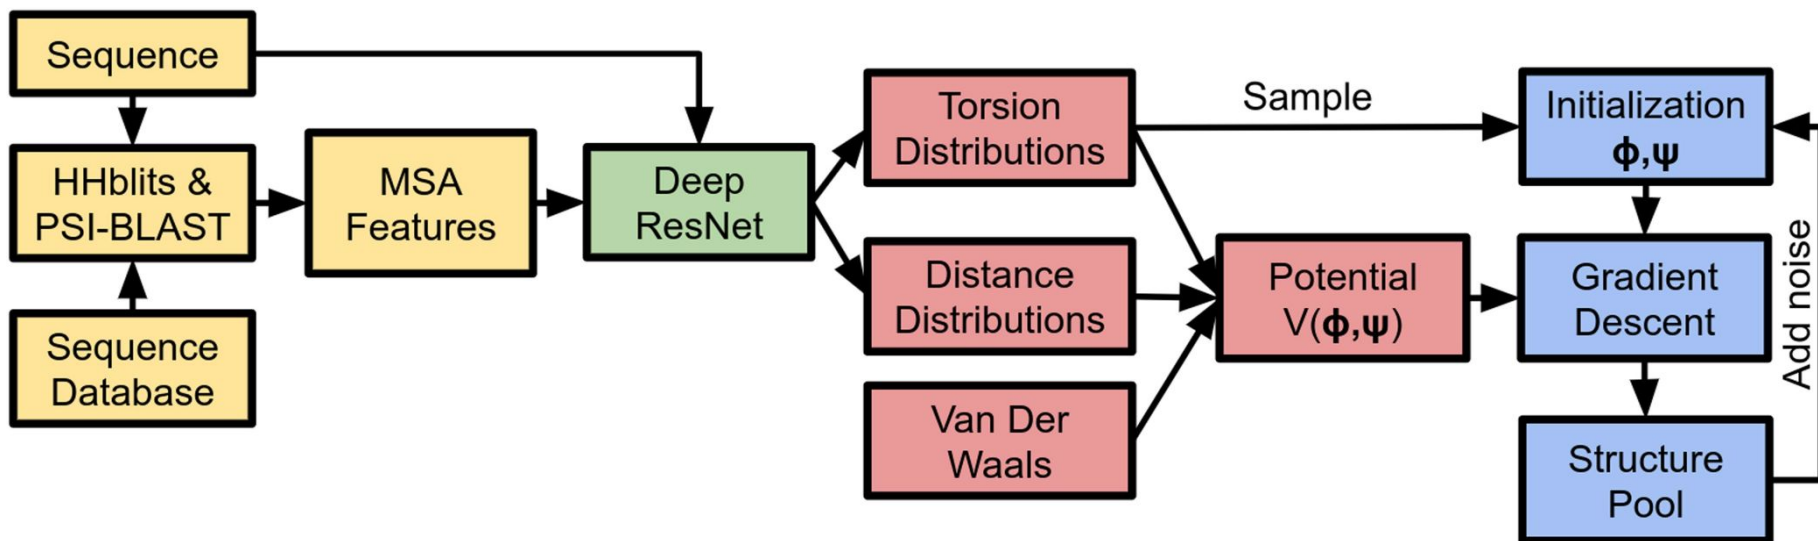 Sequence
HHblits &
PSI-BLAST
Sequence
Database
MSA
Features
Deep
ResNet
Torsion
Distributions
Distance
Distributions
Van Der
Waals
Sample
Potential
V(ϕ,ψ)
Initialization
ϕ,ψ
Gradient
Descent
Structure
Pool
Add noise